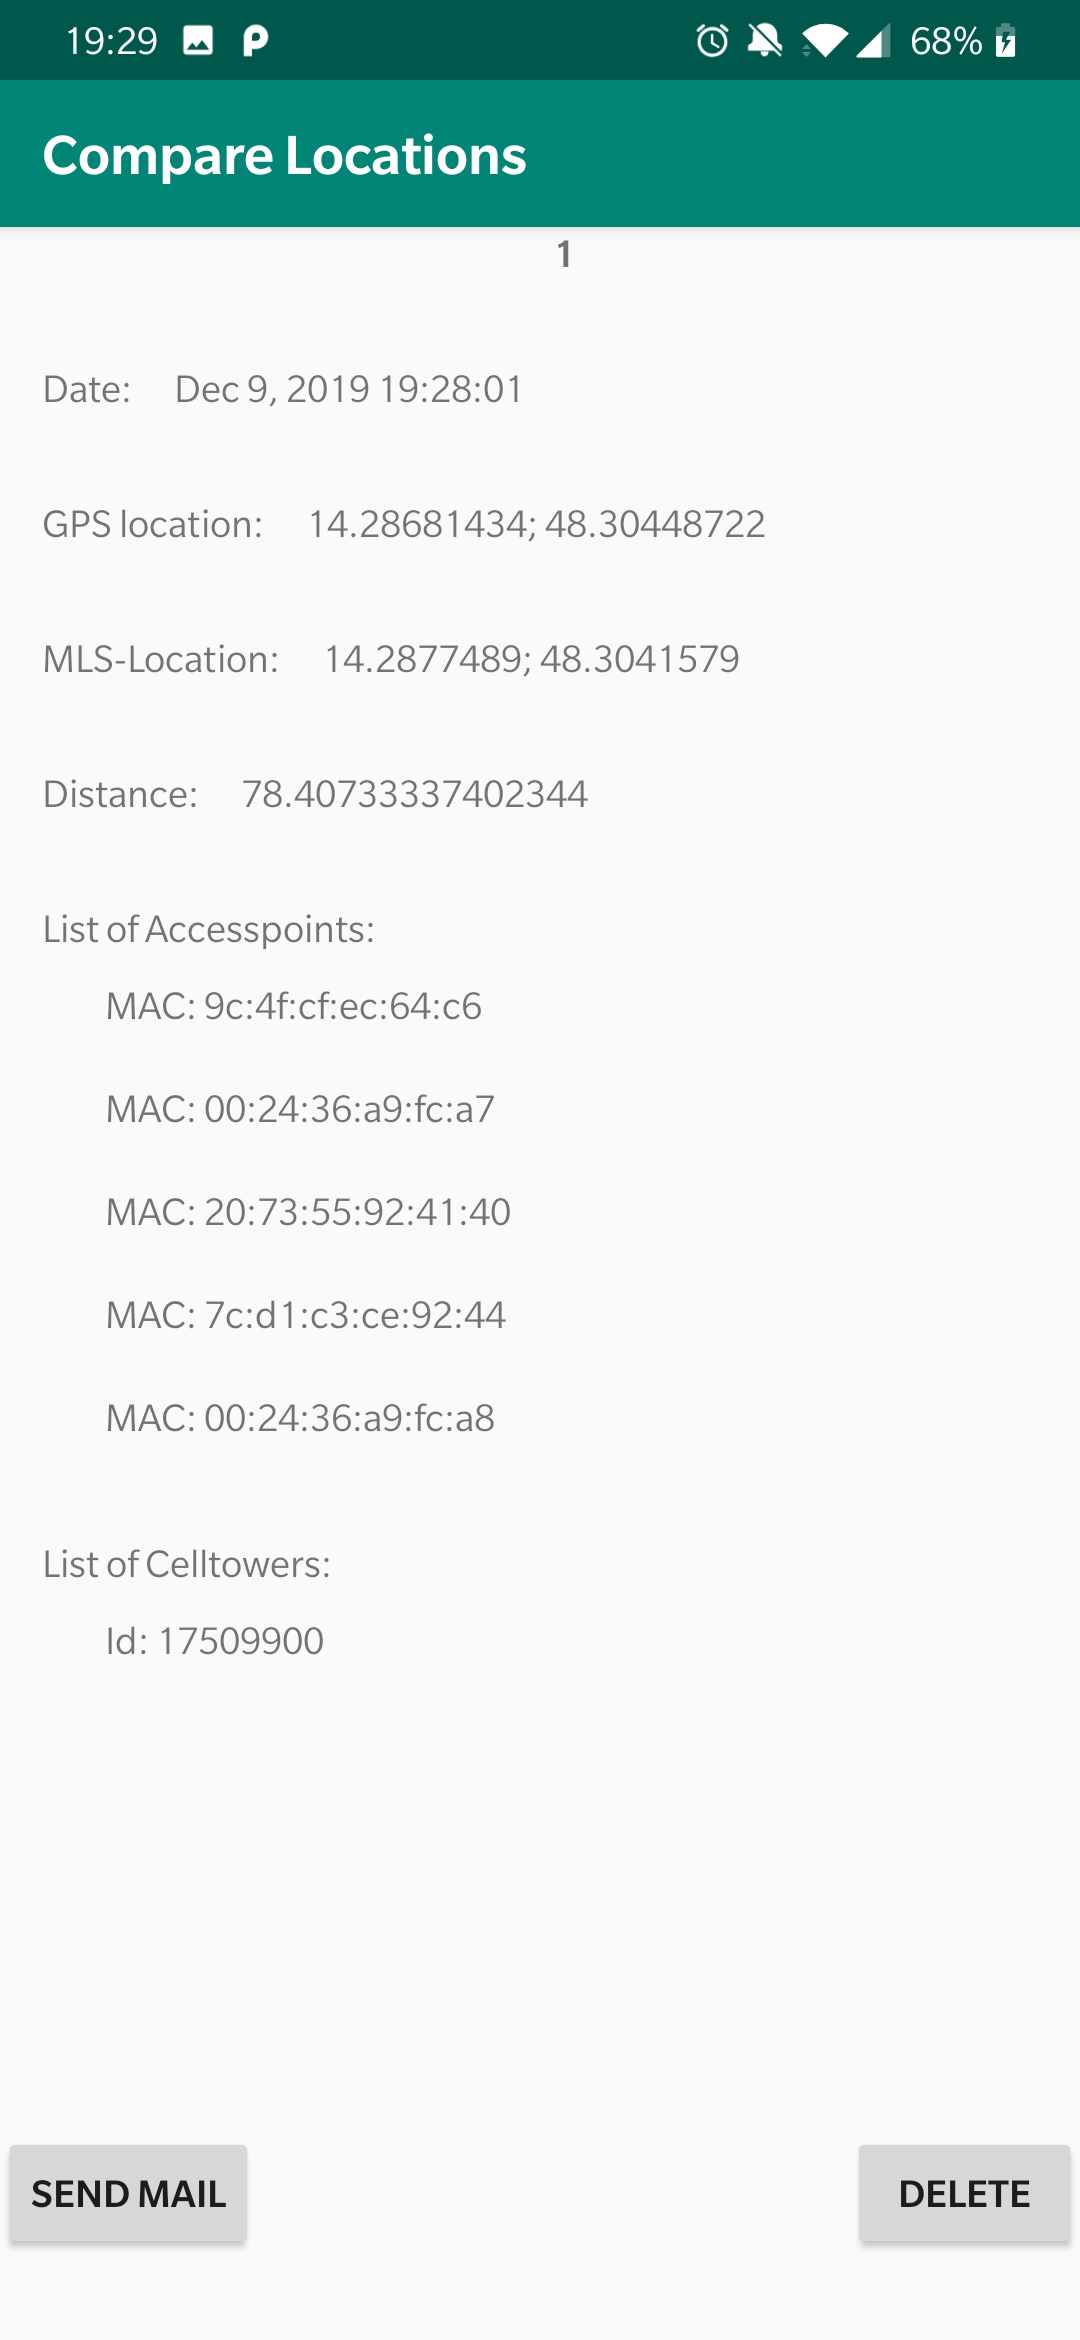 19:29 68%
Compare Locations
1
Date: Dec 9, 2019 19:28:01
GPS location: 14.28681434; 48.30448722
MLS-Location: 14.2877489; 48.3041579
Distance: 78.40733337402344
List of Accesspoints:
MAC: 9c:4f:cf:ec:64:c6
MAC: 00:24:36:a9:fc:a7
MAC: 20:73:55:92:41:40
MAC: 7c:d1:c3:ce:92:44
MAC: 00:24:36:a9:fc:a8
List of Celltowers:
Id: 17509900
SEND MAIL DELETE